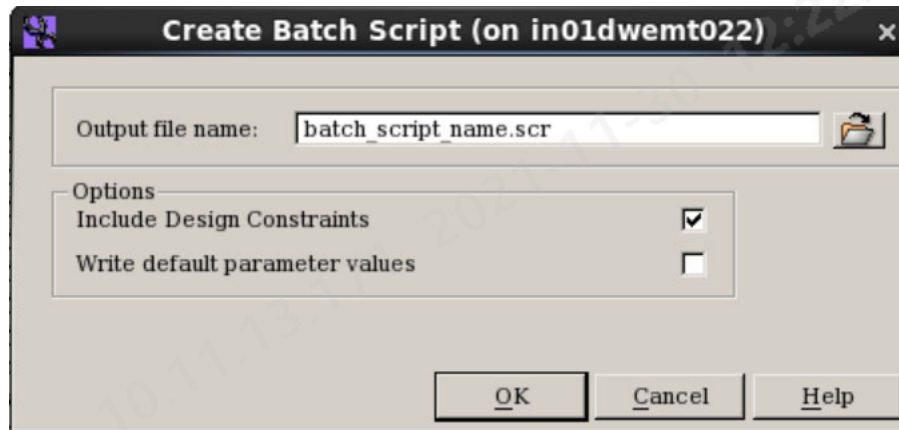 Create Batch Script (on in01dwemt022)
Output file name: batch_script_name.scr
Options
Include Design Constraints
Write default parameter values
OK Cancel Help